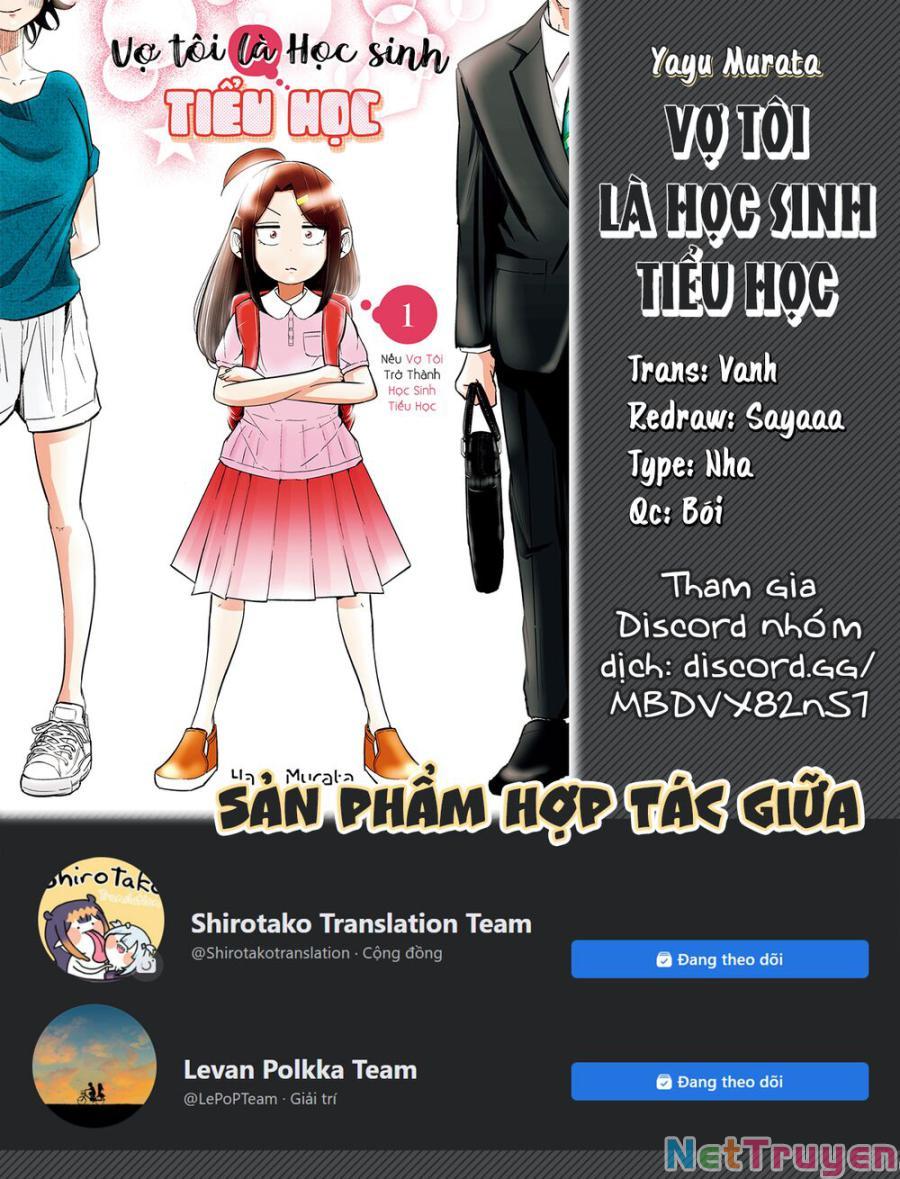 Vợ tôi là Học sinh
TIỂU HỌC
1
Nếu Vợ Tôi
Trở Thành
Học Sinh
Tiểu Học
Murata
Yayu Murata
VỢ TÔI
LÀ HỌC SINH
TIỂU HỌC
Trans: Vanh
Redraw: Sayaaa
Type: Nha
Qc: Bói
Tham gia
Discord nhóm
dịch: discord.gg/
MBDVX82nS7
SẢN PHẨM HỢP TÁC GIỮA
Shirotako Translation Team
@Shirotakotranslation · Cộng đồng
Đang theo dõi
Levan Polkka Team
@LePoPTeam · Giải trí
Đang theo dõi
NetTruyen